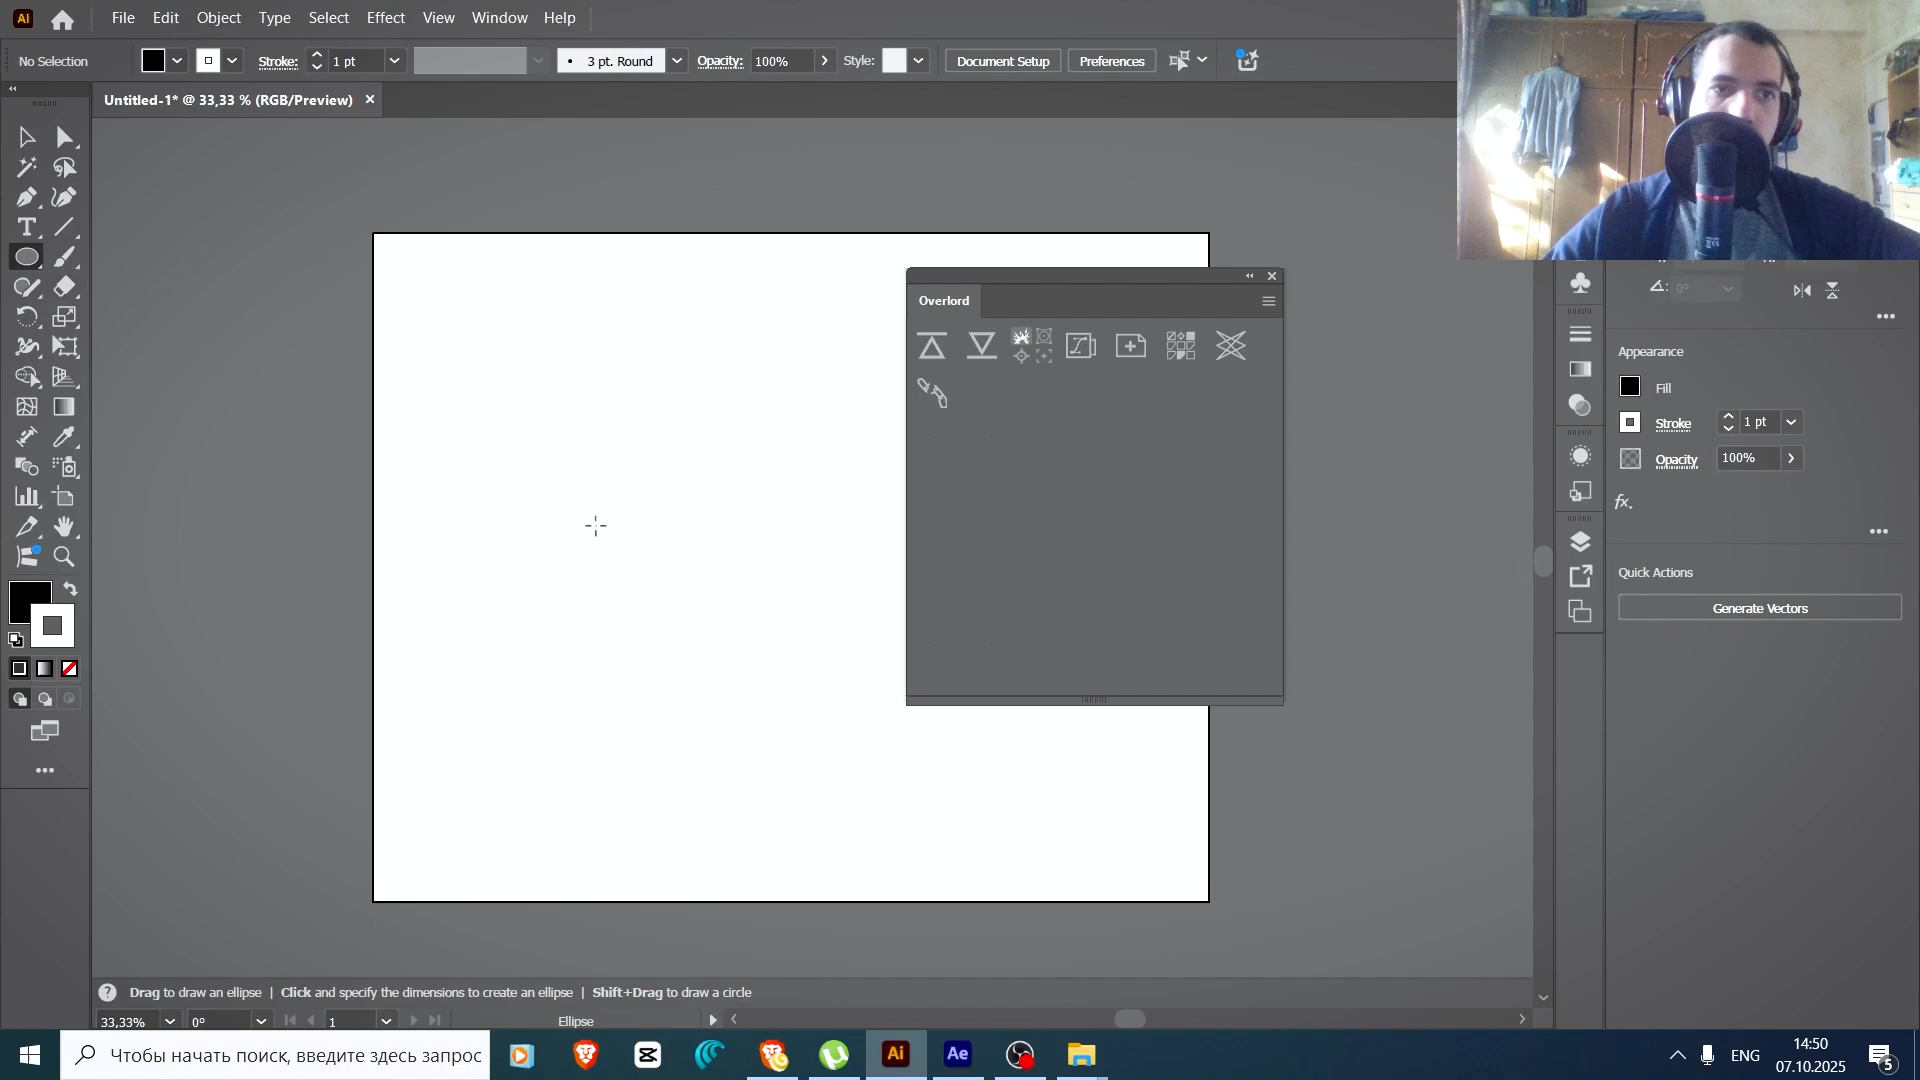 Ai File Edit Object Type Select Effect View Window Help
No Selection Stroke: 1 pt 3 pt. Round Opacity: 100% Style: Document Setup Preferences
Untitled-1* @ 33,33 % (RGB/Preview)
0°
Overlord
Appearance
Fill
Stroke 1 pt
Opacity 100%
fx.
Quick Actions
Generate Vectors
Drag to draw an ellipse | Click and specify the dimensions to create an ellipse | Shift+Drag to draw a circle
33,33% 0° 1 Ellipse
Чтобы начать поиск, введите здесь запрос
Ai Ae
ENG
14:50
07.10.2025
5